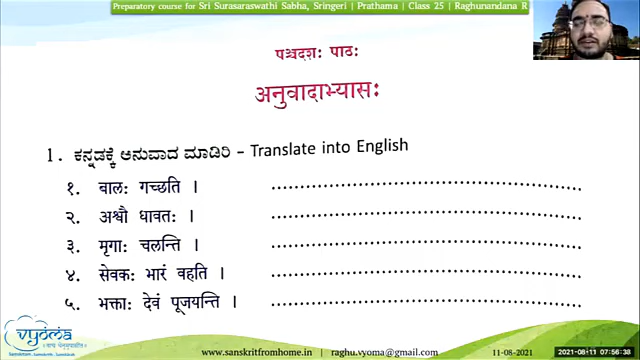 Preparatory course for Sri Surasaraswathi Sabha, Sringeri | Prathama | Class 25 | Raghunandana R
पञ्चदशः पाठः
अनुवादाभ्यासः
1. ಕನ್ನಡಕ್ಕೆ ಅನುವಾದ ಮಾಡಿರಿ – Translate into English
१. बालः गच्छति । ................................................
२. अश्वौ धावतः । ................................................
३. मृगाः चलन्ति । ................................................
४. सेवकः भारं वहति । ................................................
५. भक्ताः देवं पूजयन्ति । ................................................
vyoma
www.sanskritfromhome.in | raghu.vyoma@gmail.com 11-08-2021
2021-08-11 07:56:38